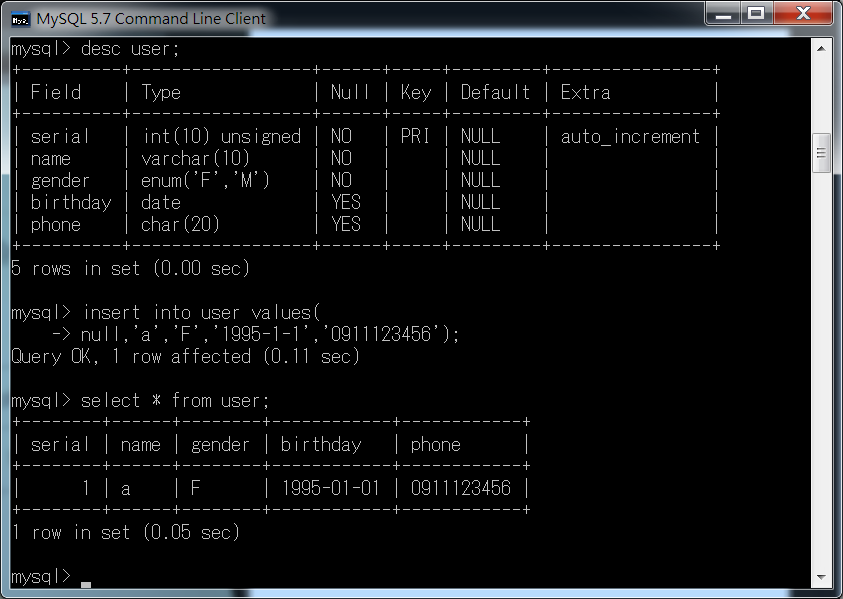 MySQL 5.7 Command Line Client
mysql> desc user;
+----------+------------------+------+-----+---------+----------------+
| Field    | Type             | Null | Key | Default | Extra          |
+----------+------------------+------+-----+---------+----------------+
| serial   | int(10) unsigned | NO   | PRI | NULL    | auto_increment |
| name     | varchar(10)      | NO   |     | NULL    |                |
| gender   | enum('F','M')    | NO   |     | NULL    |                |
| birthday | date             | YES  |     | NULL    |                |
| phone    | char(20)         | YES  |     | NULL    |                |
+----------+------------------+------+-----+---------+----------------+
5 rows in set (0.00 sec)
mysql> insert into user values(
    -> null,'a','F','1995-1-1','0911123456');
Query OK, 1 row affected (0.11 sec)
mysql> select * from user;
+--------+------+--------+------------+------------+
| serial | name | gender | birthday   | phone      |
+--------+------+--------+------------+------------+
|      1 | a    | F      | 1995-01-01 | 0911123456 |
+--------+------+--------+------------+------------+
1 row in set (0.05 sec)
mysql> _